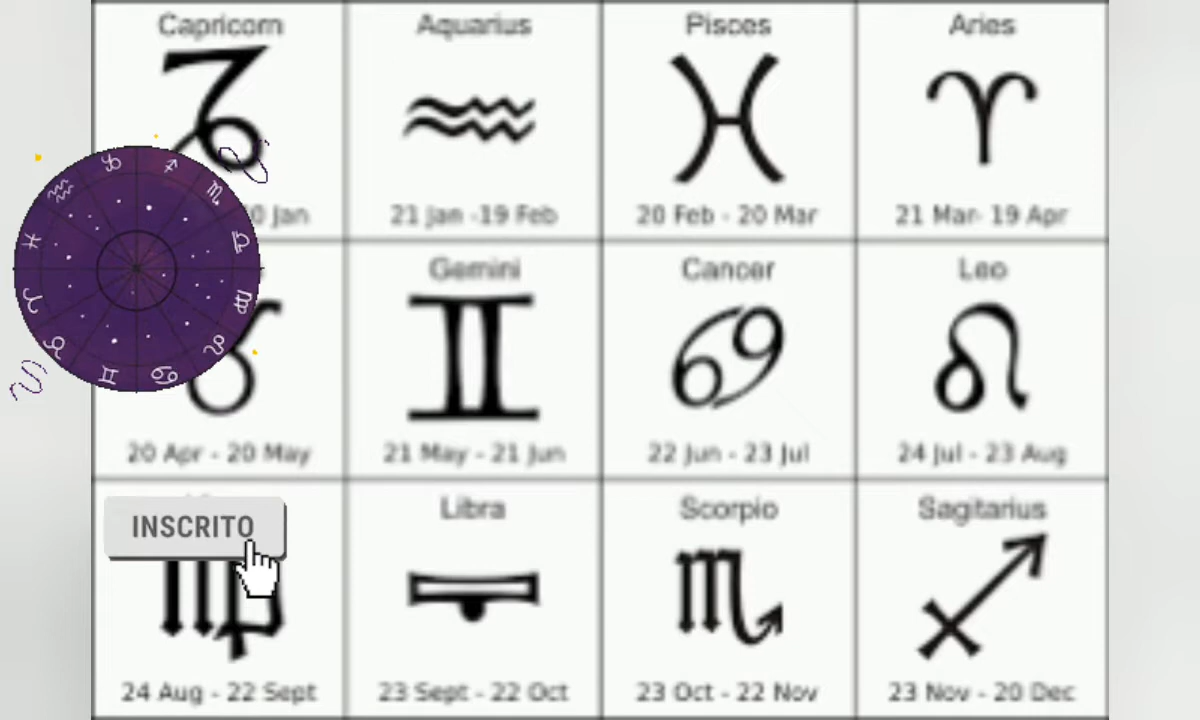 Capricorn Aquarius Pisces Aries
0 Jan 21 Jan -19 Feb 20 Feb - 20 Mar 21 Mar- 19 Apr
Gemini Cancer Leo
20 Apr - 20 May 21 May - 21 Jun 22 Jun - 23 Jul 24 Jul - 23 Aug
INSCRITO Libra Scorpio Sagitarius
24 Aug - 22 Sept 23 Sept - 22 Oct 23 Oct - 22 Nov 23 Nov - 20 Dec